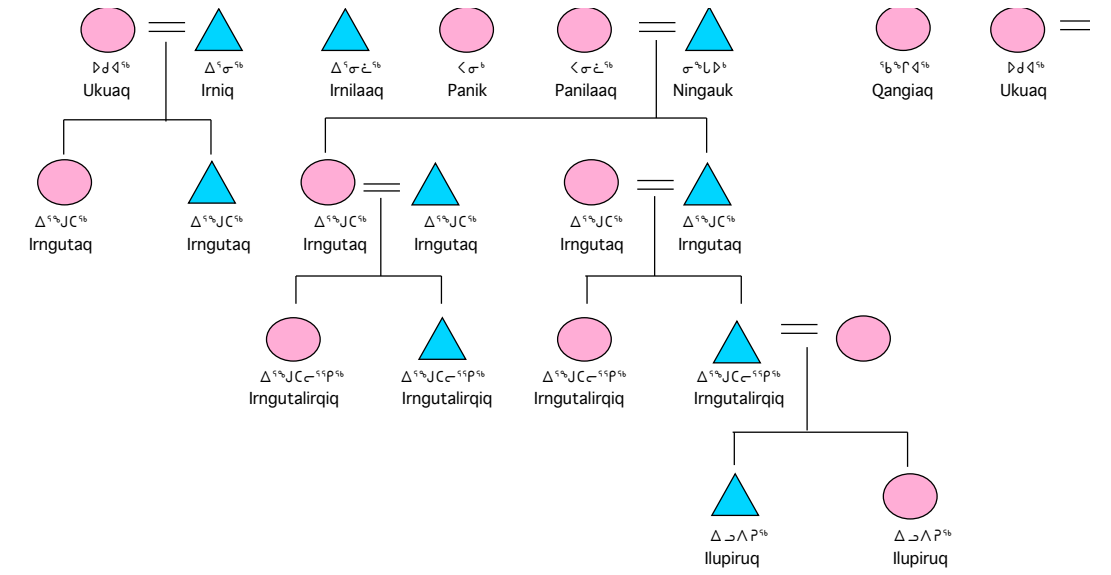 ᐅᑯᐊᖅ ᐃᕐᓂᖅ ᐃᕐᓂᓛᖅ ᐸᓂᒃ ᐸᓂᓛᖅ ᓂᖓᐅᒃ ᖃᖏᐊᖅ ᐅᑯᐊᖅ
Ukuaq Irniq Irnilaaq Panik Panilaaq Ningauk Qangiaq Ukuaq
ᐃᕐᖑᑕᖅ ᐃᕐᖑᑕᖅ ᐃᕐᖑᑕᖅ ᐃᕐᖑᑕᖅ ᐃᕐᖑᑕᖅ ᐃᕐᖑᑕᖅ
Irngutaq Irngutaq Irngutaq Irngutaq Irngutaq Irngutaq
ᐃᕐᖑᑕᓕᕐᕿᖅ ᐃᕐᖑᑕᓕᕐᕿᖅ ᐃᕐᖑᑕᓕᕐᕿᖅ ᐃᕐᖑᑕᓕᕐᕿᖅ
Irngutalirqiq Irngutalirqiq Irngutalirqiq Irngutalirqiq
ᐃᓗᐱᕈᖅ ᐃᓗᐱᕈᖅ
Ilupiruq Ilupiruq